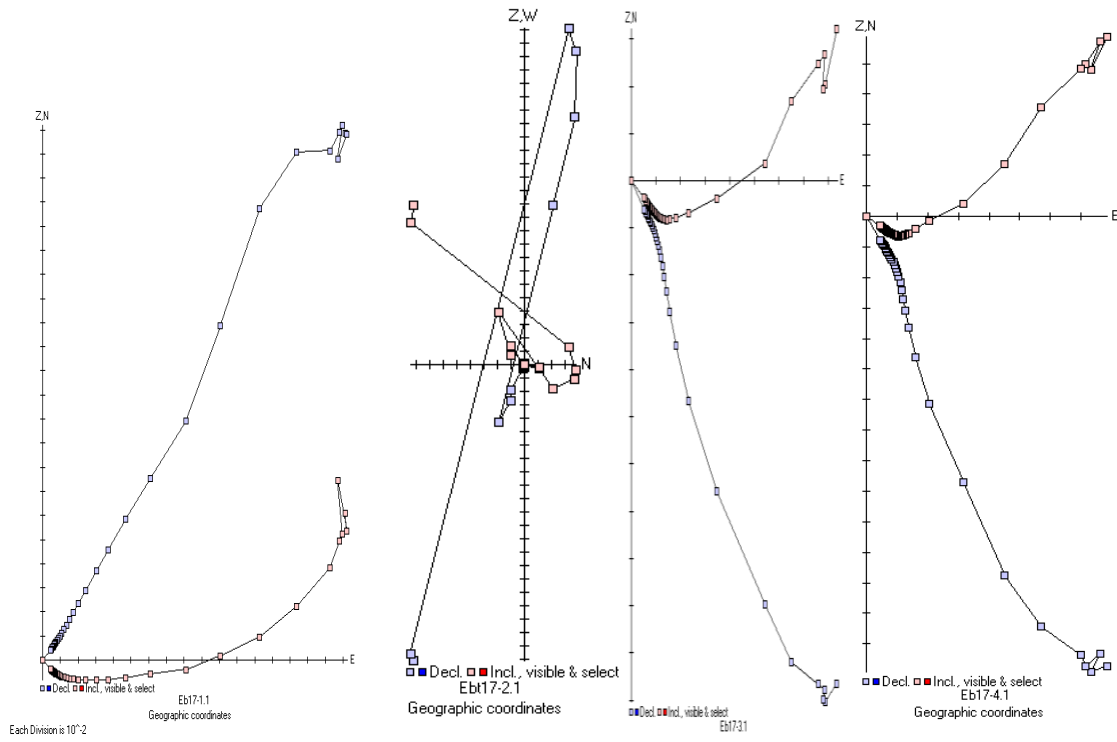 Z,N
E
Decl. Incl., visible & select
Eb17-1.1
Geographic coordinates
Each Division is 10^-2
Z,W
N
Decl. Incl., visible & select
Ebt17-2.1
Geographic coordinates
Z,N
E
Decl. Incl., visible & select
Eb17-3.1
Z,N
E
Decl. Incl., visible & select
Eb17-4.1
Geographic coordinates